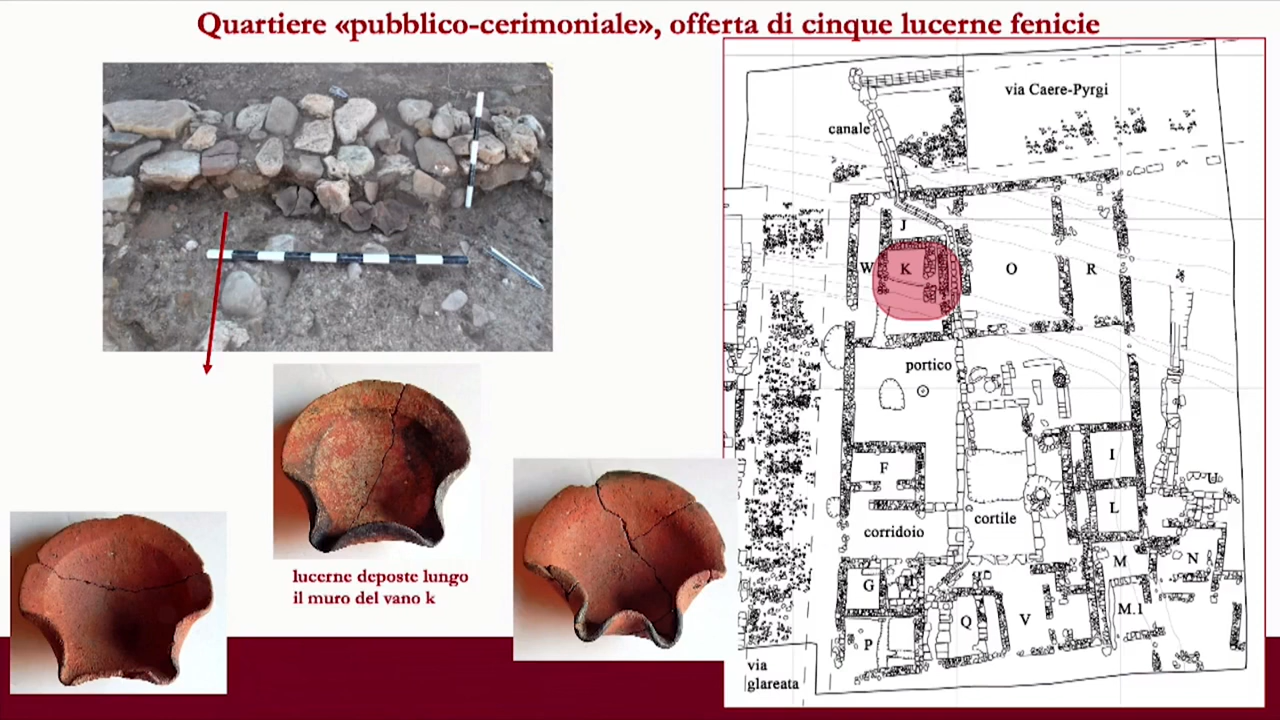 Quartiere «pubblico-cerimoniale», offerta di cinque lucerne fenicie
via Caere-Pyrgi
canale
J
W
K
O
R
portico
F
I
L
corridoio
cortile
U
M
N
G
M.1
Q
V
P
via
glareata
lucerne deposte lungo
il muro del vano k